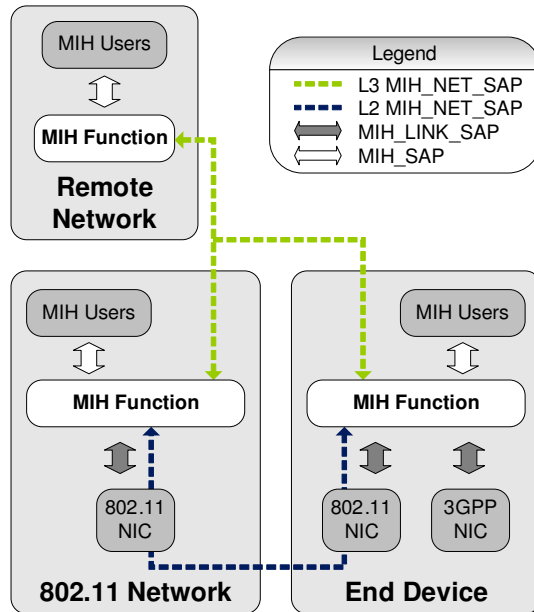 MIH Users
MIH Function
Remote
Network
Legend
L3 MIH_NET_SAP
L2 MIH_NET_SAP
MIH_LINK_SAP
MIH_SAP
MIH Users
MIH Function
802.11
NIC
802.11 Network
MIH Users
MIH Function
802.11
NIC
3GPP
NIC
End Device